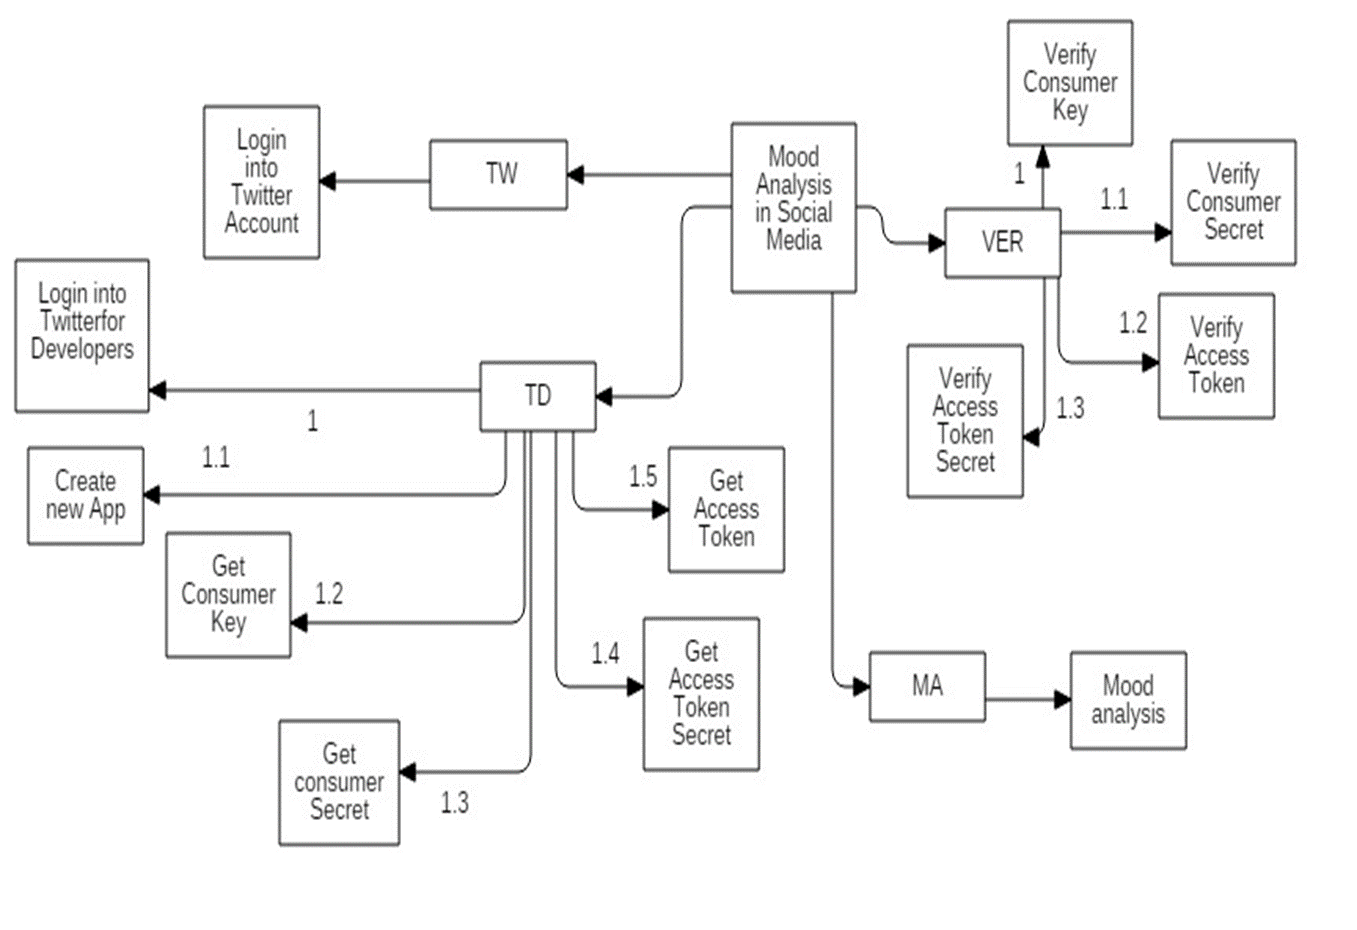 Verify
Consumer
Key
Login
into
Twitter
Account
TW
Mood
Analysis
in Social
Media
1
1.1
Verify
Consumer
Secret
VER
Login into
Twitterfor
Developers
1.2
Verify
Access
Token
Verify
Access
Token
Secret
1.3
TD
1
1.1
Create
new App
1.5
Get
Access
Token
Get
Consumer
Key
1.2
1.4
Get
Access
Token
Secret
MA
Mood
analysis
Get
consumer
Secret
1.3